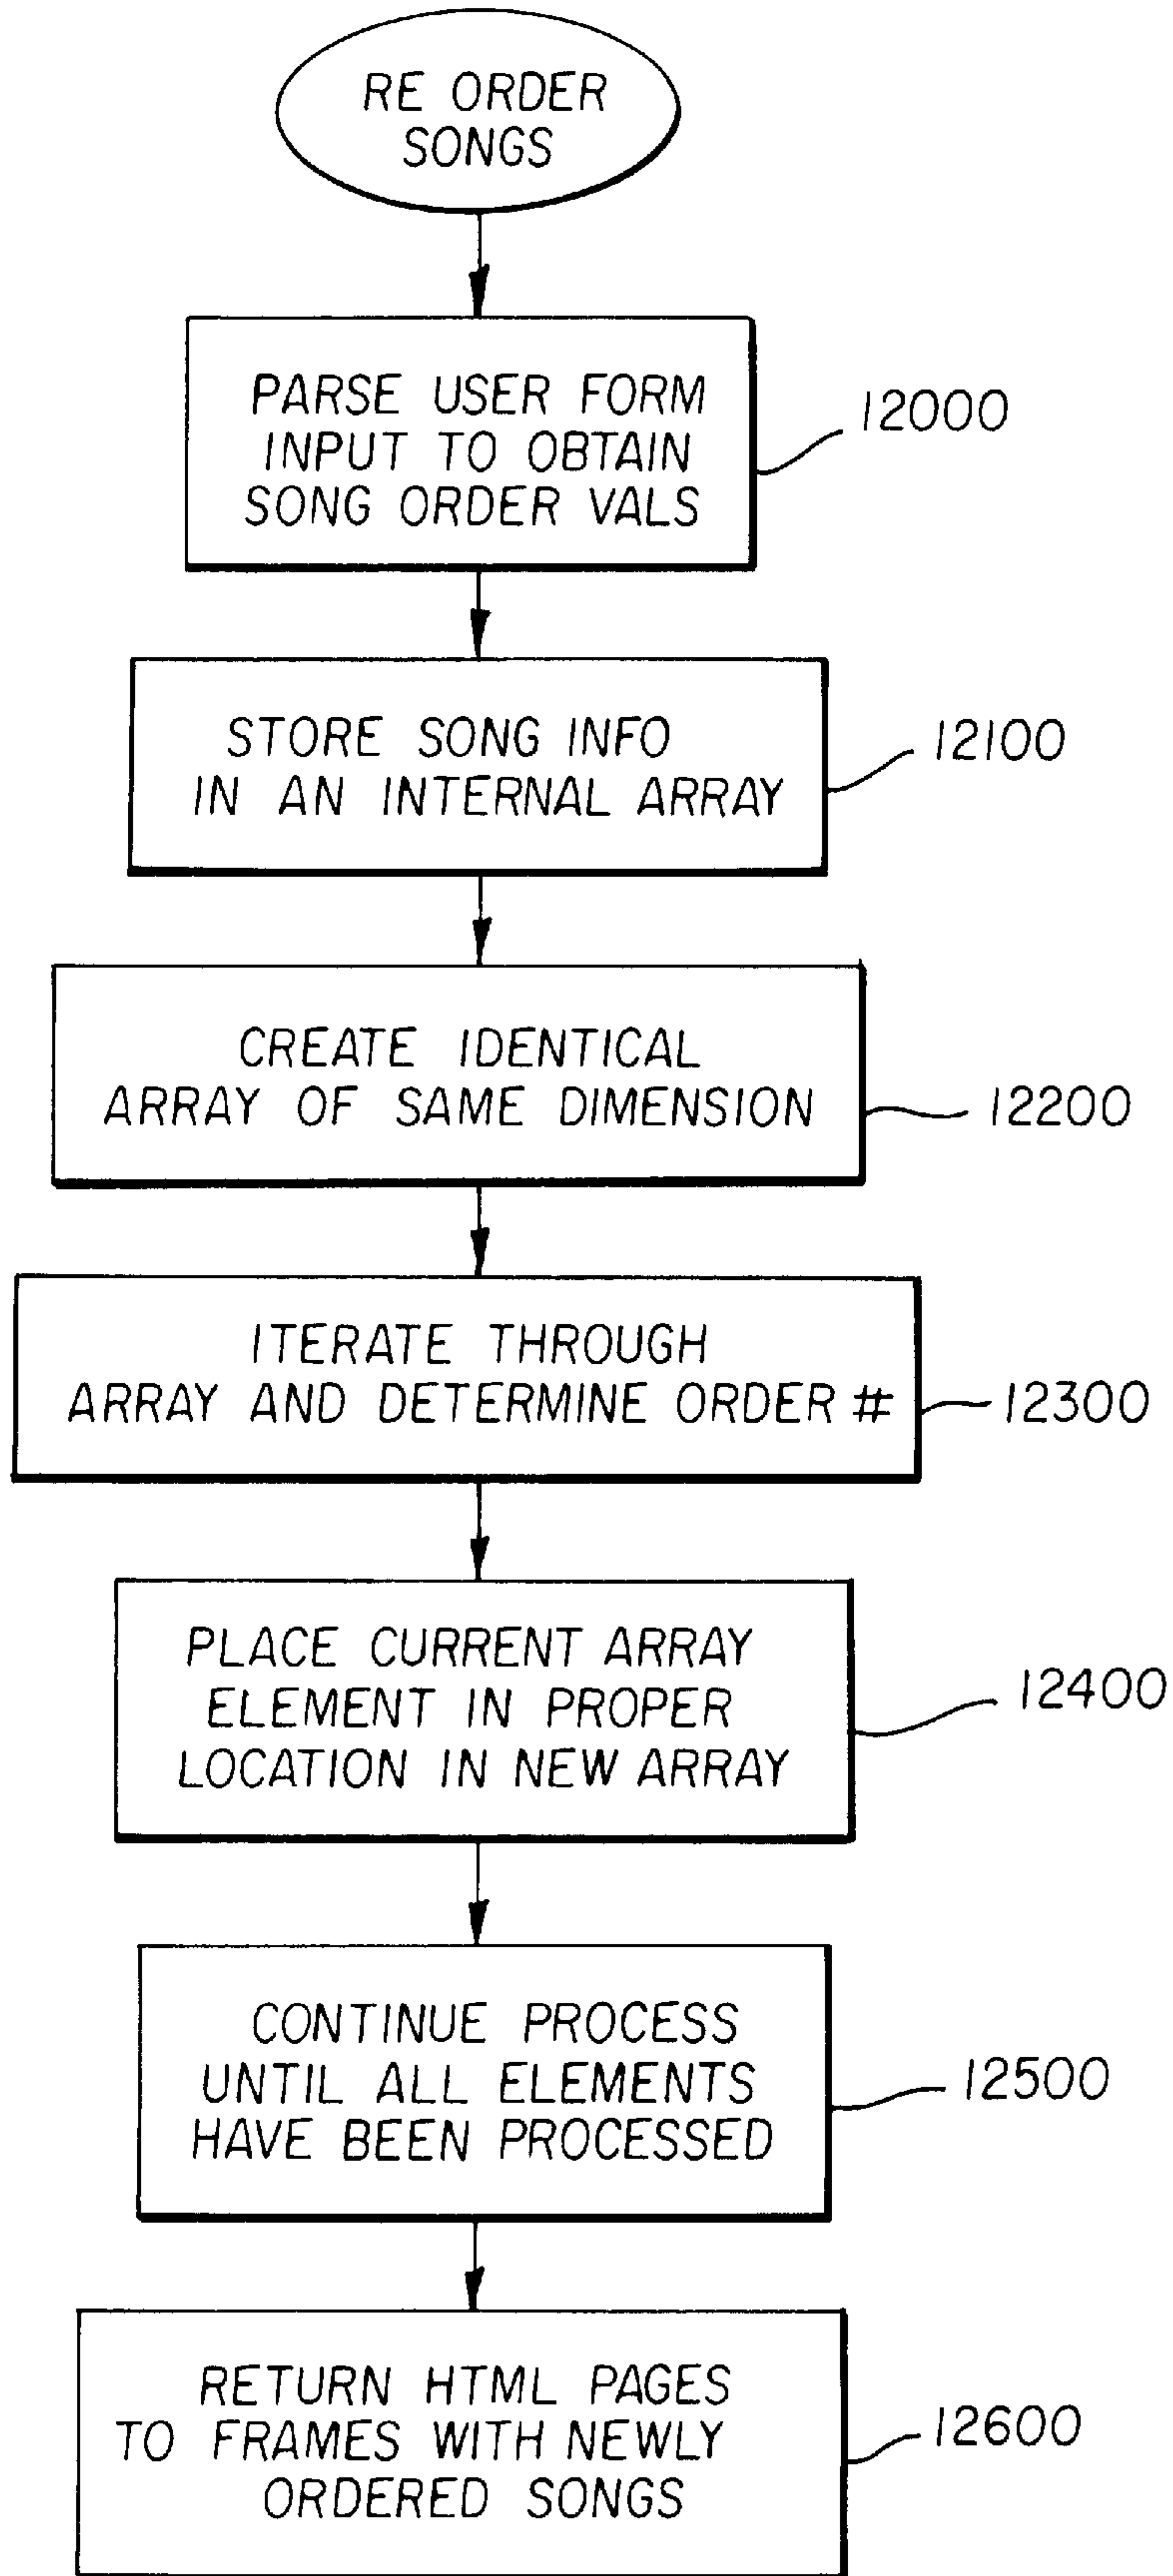 RE ORDER
SONGS
PARSE USER FORM
INPUT TO OBTAIN
SONG ORDER VALS
12000
STORE SONG INFO
IN AN INTERNAL ARRAY
12100
CREATE IDENTICAL
ARRAY OF SAME DIMENSION
12200
ITERATE THROUGH
ARRAY AND DETERMINE ORDER #
12300
PLACE CURRENT ARRAY
ELEMENT IN PROPER
LOCATION IN NEW ARRAY
12400
CONTINUE PROCESS
UNTIL ALL ELEMENTS
HAVE BEEN PROCESSED
12500
RETURN HTML PAGES
TO FRAMES WITH NEWLY
ORDERED SONGS
12600